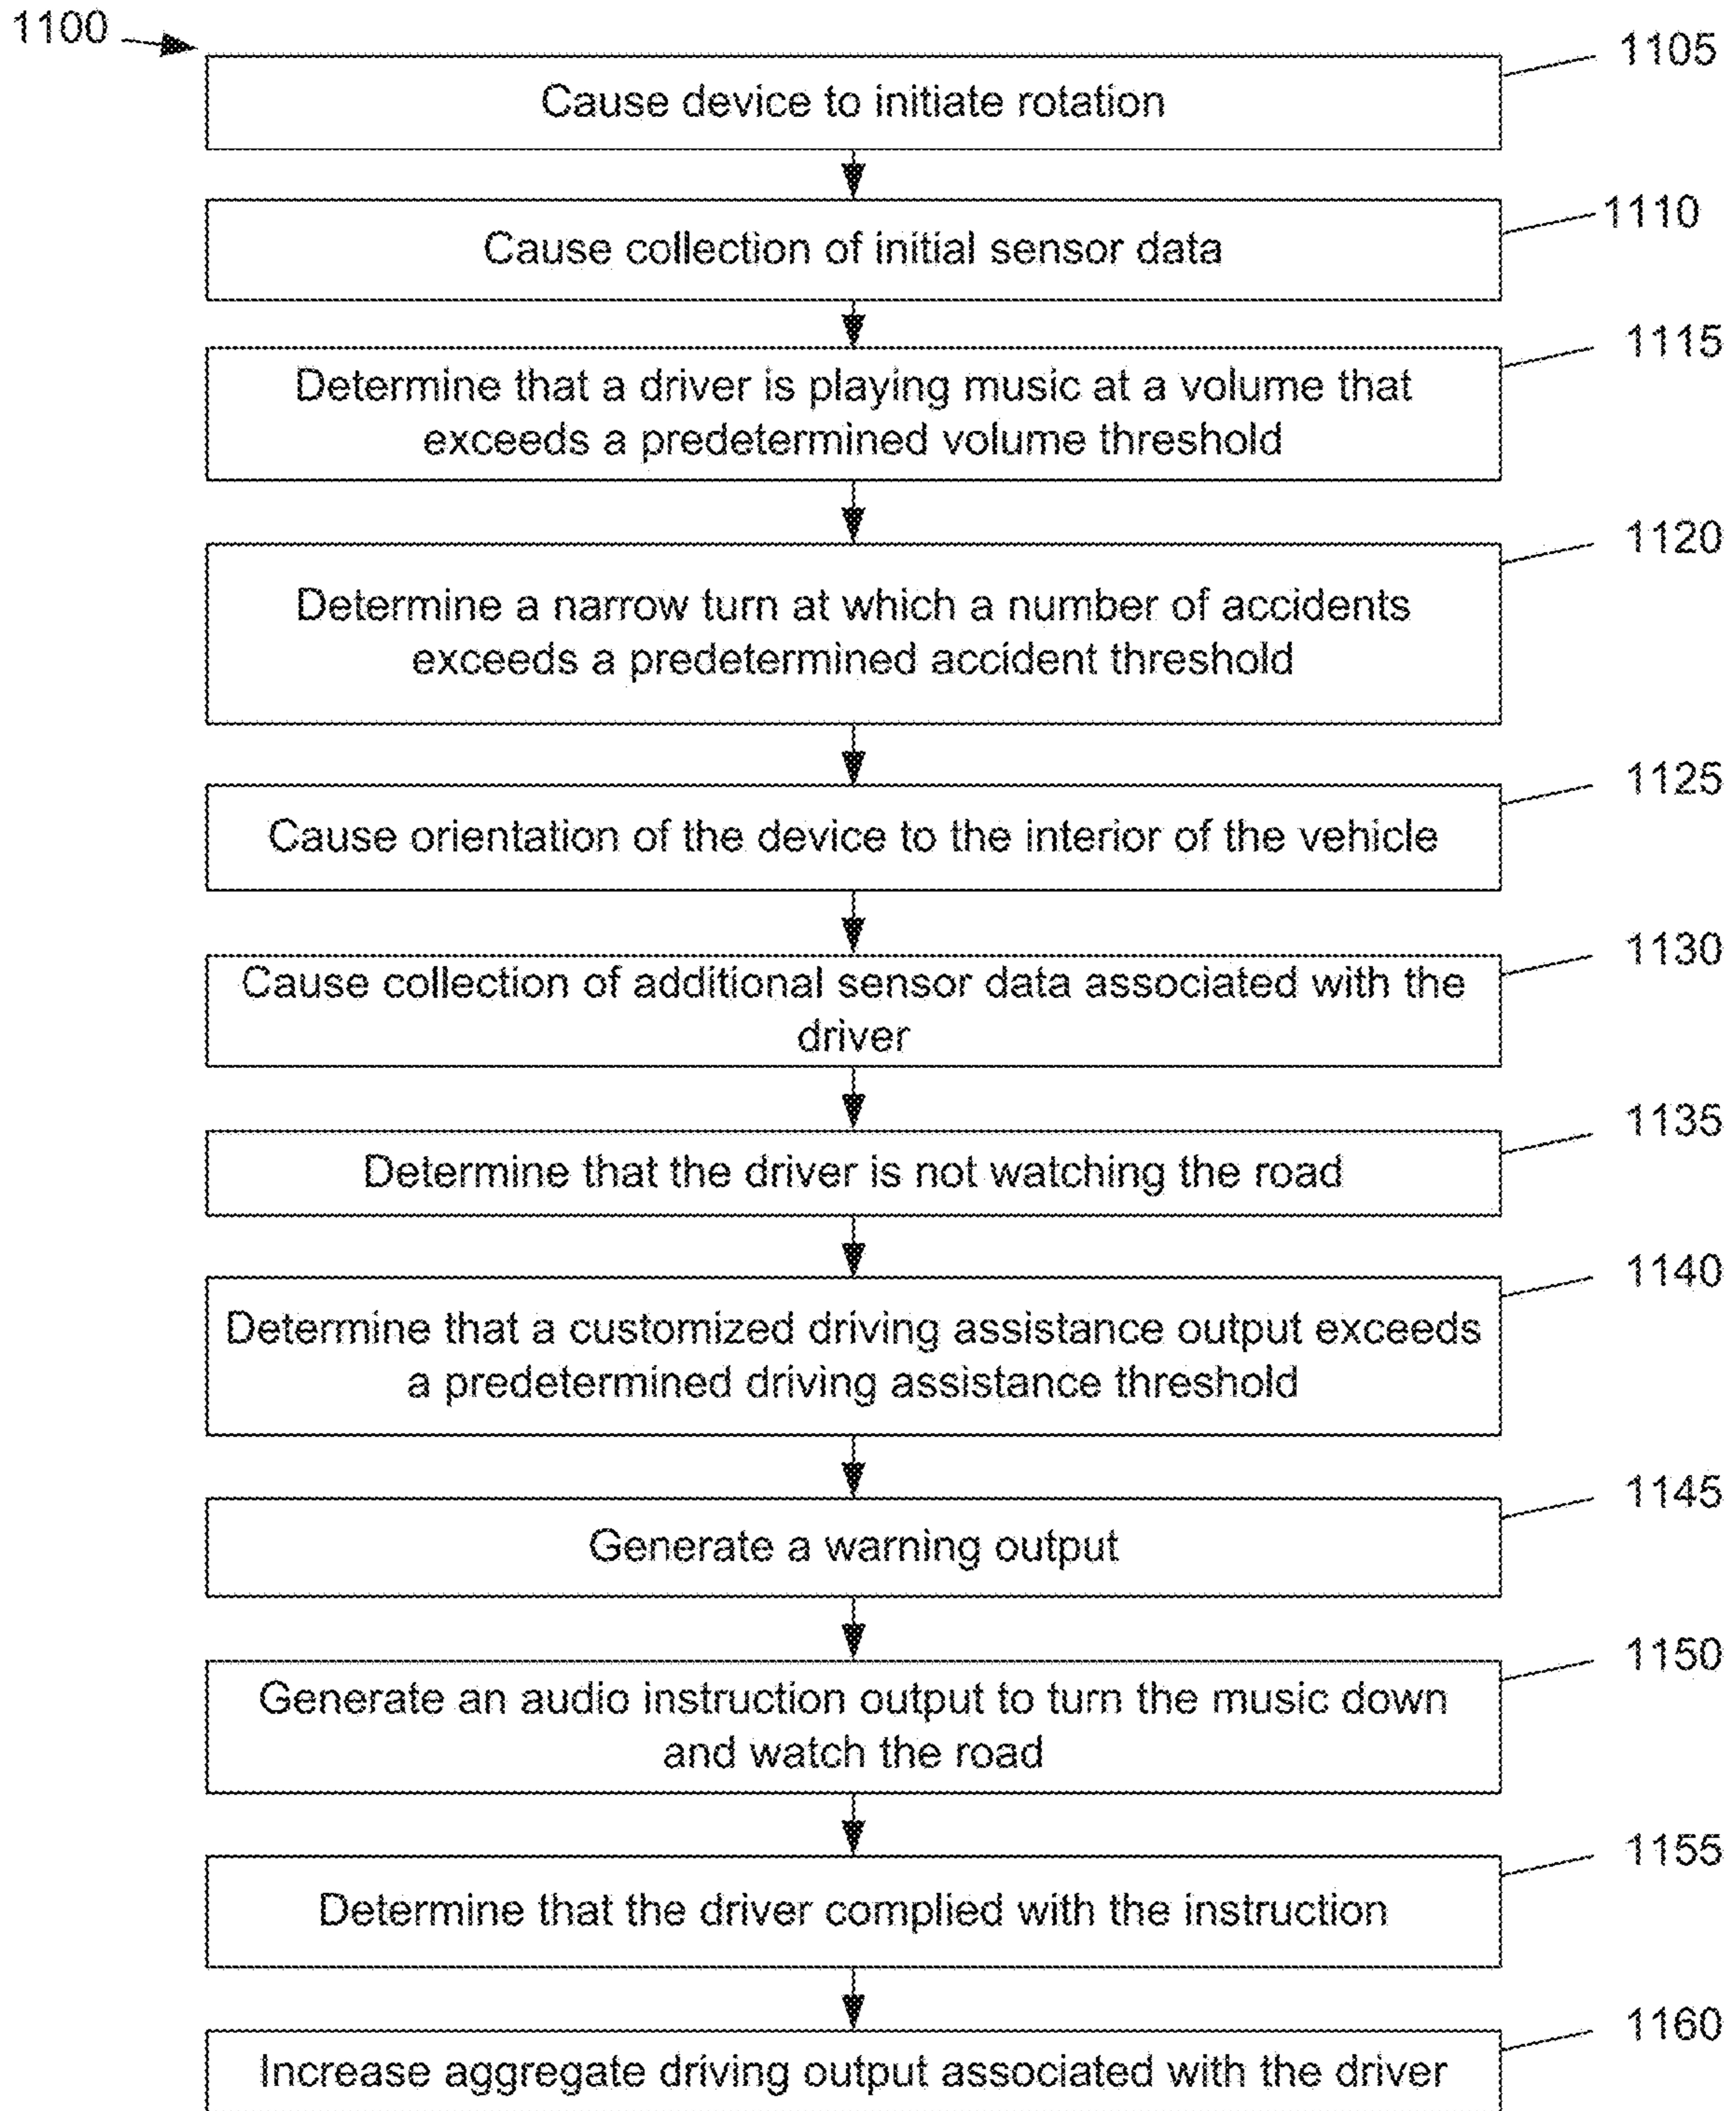 1100
1105
Cause device to initiate rotation
1110
Cause collection of initial sensor data
1115
Determine that a driver is playing music at a volume that
exceeds a predetermined volume threshold
1120
Determine a narrow turn at which a number of accidents
exceeds a predetermined accident threshold
1125
Cause orientation of the device to the interior of the vehicle
1130
Cause collection of additional sensor data associated with the
driver
1135
Determine that the driver is not watching the road
1140
Determine that a customized driving assistance output exceeds
a predetermined driving assistance threshold
1145
Generate a warning output
1150
Generate an audio instruction output to turn the music down
and watch the road
1155
Determine that the driver complied with the instruction
1160
Increase aggregate driving output associated with the driver